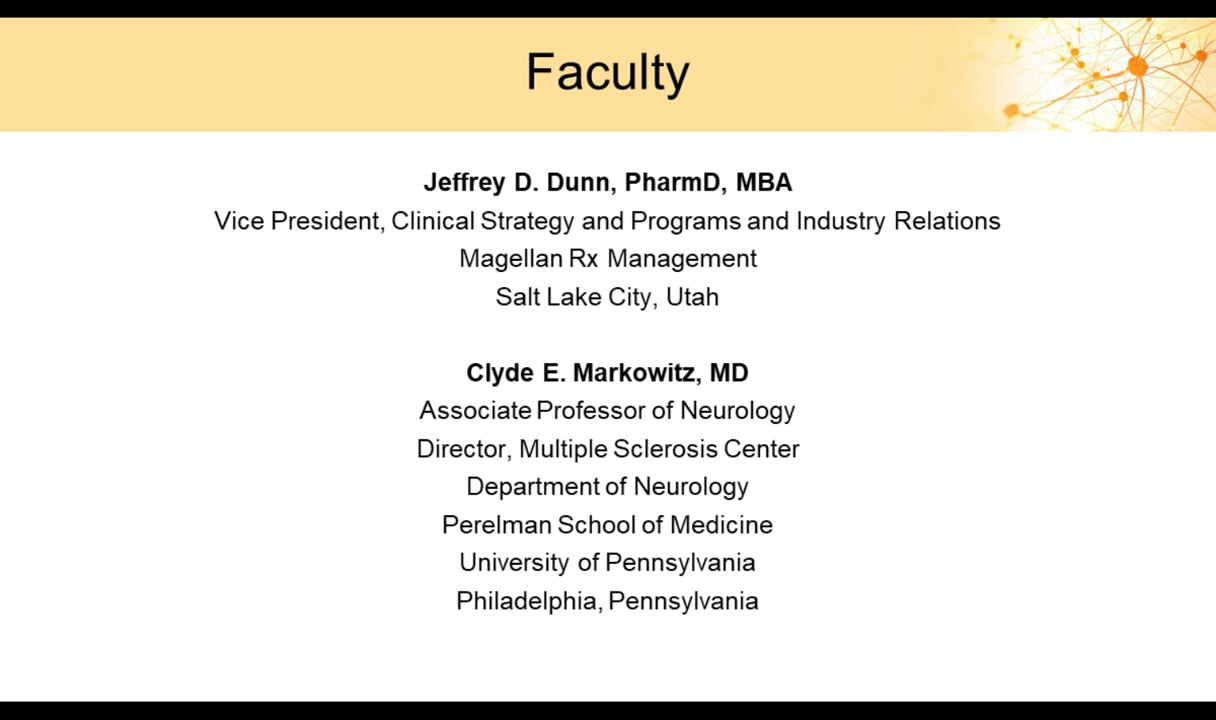 Faculty
Jeffrey D. Dunn, PharmD, MBA
Vice President, Clinical Strategy and Programs and Industry Relations
Magellan Rx Management
Salt Lake City, Utah
Clyde E. Markowitz, MD
Associate Professor of Neurology
Director, Multiple Sclerosis Center
Department of Neurology
Perelman School of Medicine
University of Pennsylvania
Philadelphia, Pennsylvania